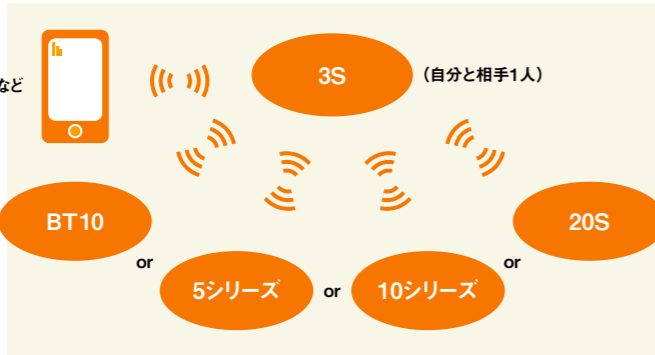 など
3S
(自分と相手1人)
BT10
20S
or
or
5シリーズ
or
10シリーズ